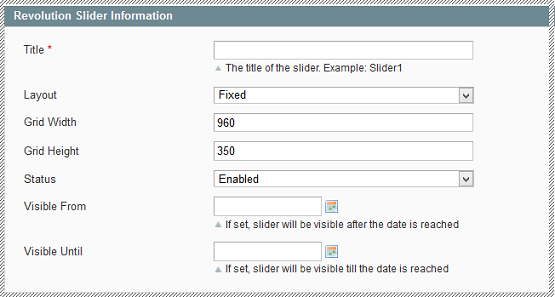 Revolution Slider Information
Title *
The title of the slider. Example: Slider1
Layout Fixed
Grid Width 960
Grid Height 350
Status Enabled
Visible From
If set, slider will be visible after the date is reached
Visible Until
If set, slider will be visible till the date is reached